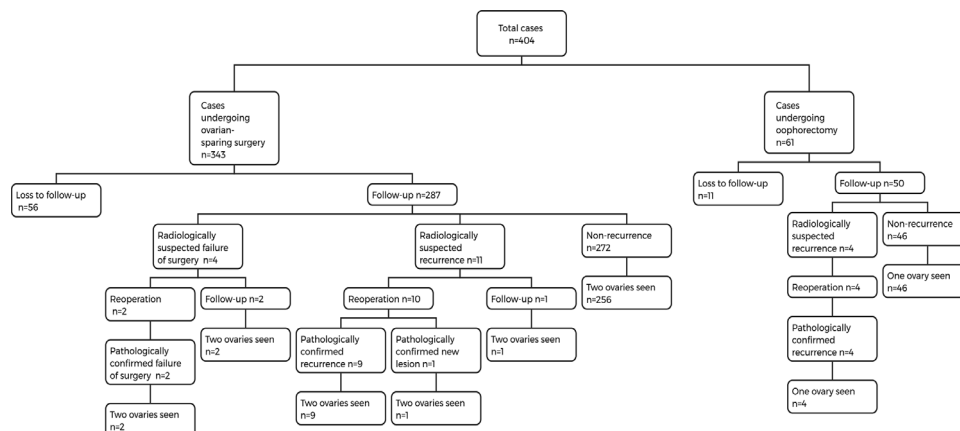 Total cases
n=404
Cases
undergoing
ovarian-
sparing surgery
n=343
Cases
undergoing
oophorectomy
n=61
Loss to follow-up
n=56
Follow-up n=287
Loss to follow-up
n=11
Follow-up n=50
Radiologically
suspected failure
of surgery n=4
Radiologically
suspected
recurrence n=11
Non-recurrence
n=272
Radiologically
suspected
recurrence n=4
Non-recurrence
n=46
Reoperation
n=2
Follow-up n=2
Reoperation n=10
Follow-up n=1
Two ovaries seen
n=256
Reoperation n=4
One ovary seen
n=46
Pathologically
confirmed failure
of surgery n=2
Two ovaries seen
n=2
Pathologically
confirmed
recurrence n=9
Pathologically
confirmed new
lesion n=1
Two ovaries seen
n=1
Pathologically
confirmed
recurrence n=4
Two ovaries seen
n=2
Two ovaries seen
n=9
Two ovaries seen
n=1
One ovary seen
n=4